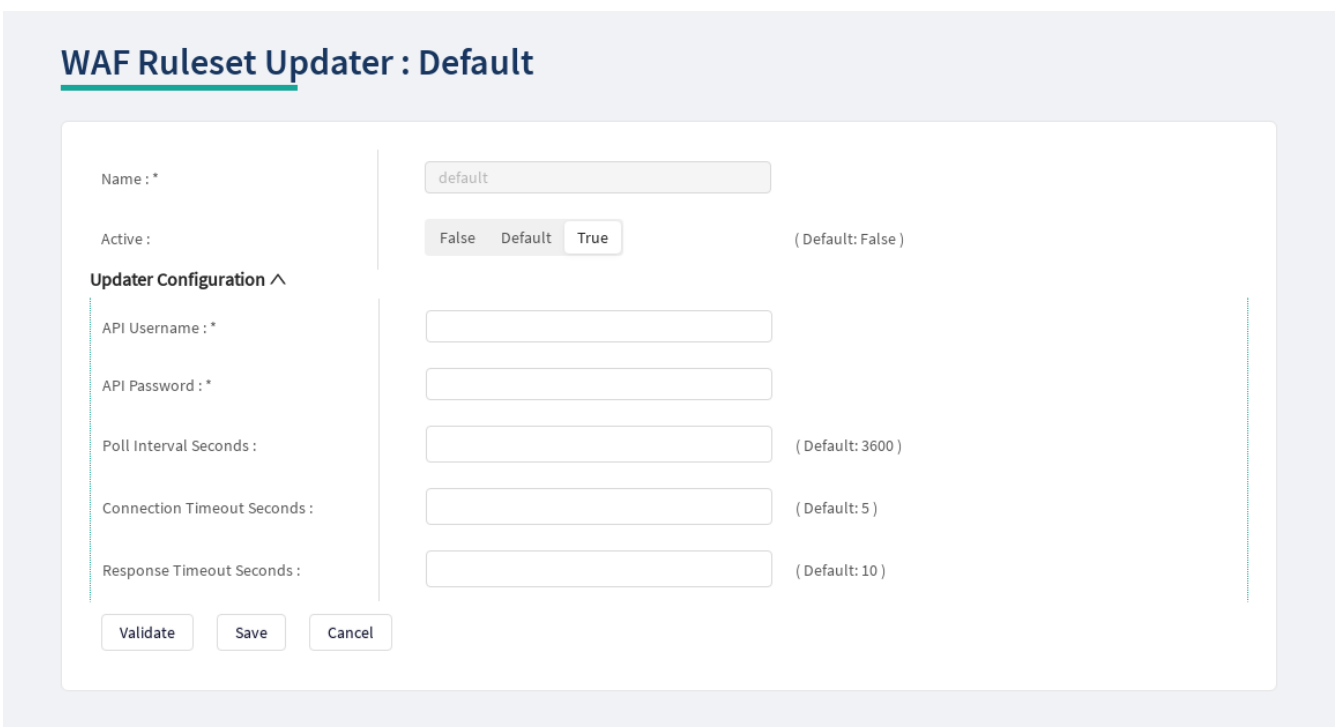 WAF Ruleset Updater : Default
Name : * default
Active : False Default True ( Default: False )
Updater Configuration
API Username : *
API Password : *
Poll Interval Seconds : ( Default: 3600 )
Connection Timeout Seconds : ( Default: 5 )
Response Timeout Seconds : ( Default: 10 )
Validate Save Cancel